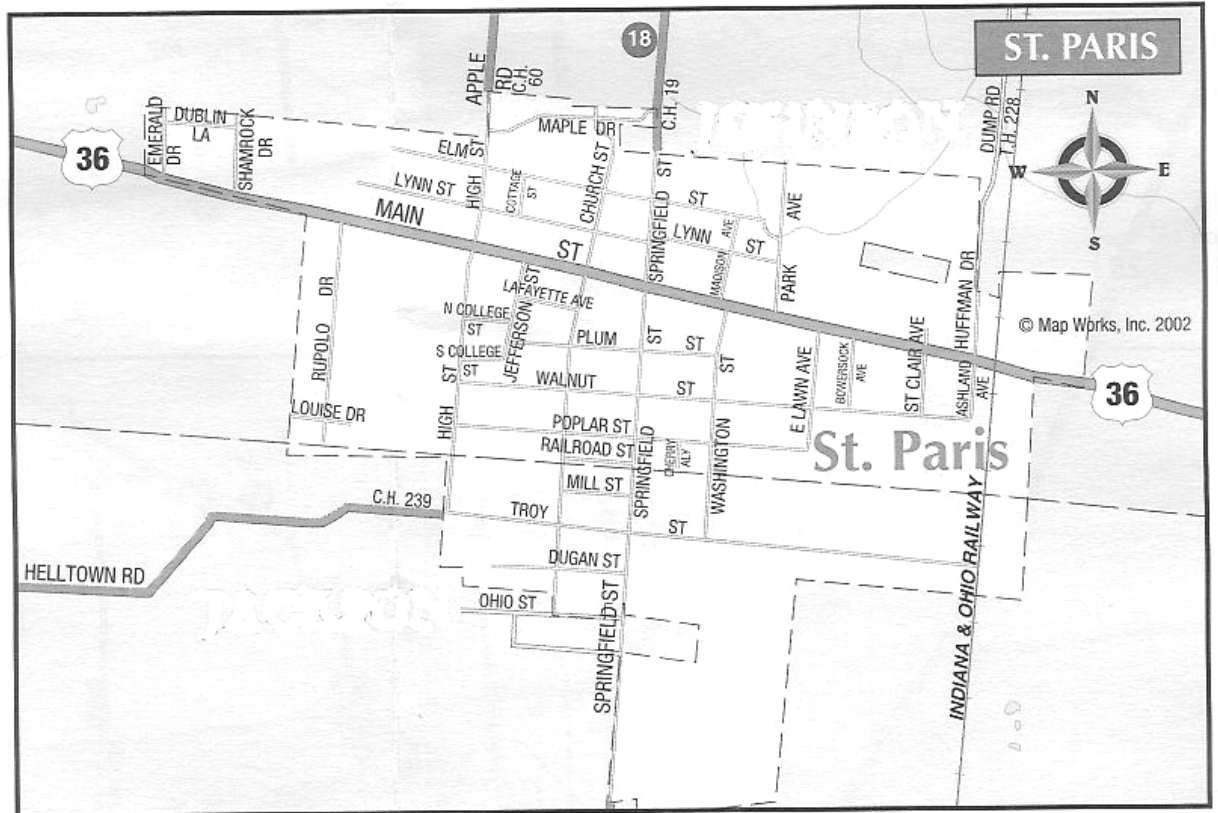 18
ST. PARIS
APPLE
RD
C.H.
60
C.H. 19
DUMP RD
T.H. 228
N
W
E
S
EMERALD
DR
DUBLIN
LA
SHAMROCK
DR
36
MAPLE DR
ELM
ST
LYNN ST
HIGH
ST
COTTAGE
ST
CHURCH ST
SPRINGFIELD
ST
LYNN
ST
MADISON
AVE
PARK
AVE
MAIN
ST
RUPOLO
DR
LOUISE DR
LAFAYETTE AVE
N COLLEGE
ST
S COLLEGE
ST
JEFFERSON
ST
PLUM
ST
WALNUT
ST
HIGH
ST
POPLAR ST
RAILROAD ST
SPRINGFIELD
ST
CHERRY
ALY
WASHINGTON
ST
E LAWN AVE
BOWERSOCK
AVE
ST CLAIR AVE
HUFFMAN DR
ASHLAND
AVE
© Map Works, Inc. 2002
36
St. Paris
MILL ST
C.H. 239
TROY
ST
DUGAN ST
HELLTOWN RD
OHIO ST
SPRINGFIELD ST
INDIANA & OHIO RAILWAY